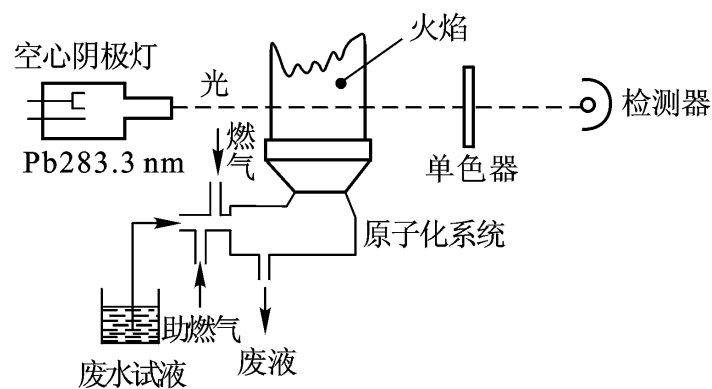 火焰
空心阴极灯
光
检测器
Pb283.3 nm
燃气
单色器
原子化系统
助燃气
废液
废水试液